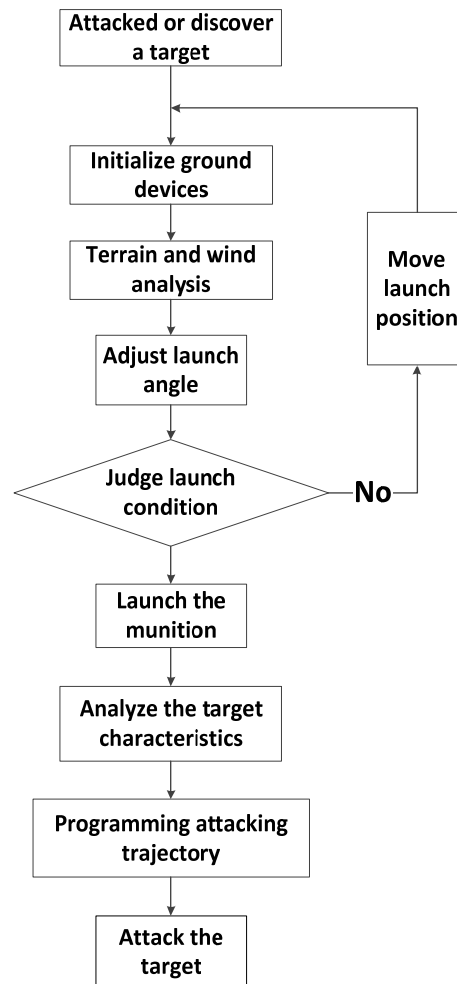 Attacked or discover
a target
Initialize ground
devices
Terrain and wind
analysis
Move
launch
position
Adjust launch
angle
Judge launch
condition
No
Launch the
munition
Analyze the target
characteristics
Programming attacking
trajectory
Attack the
target